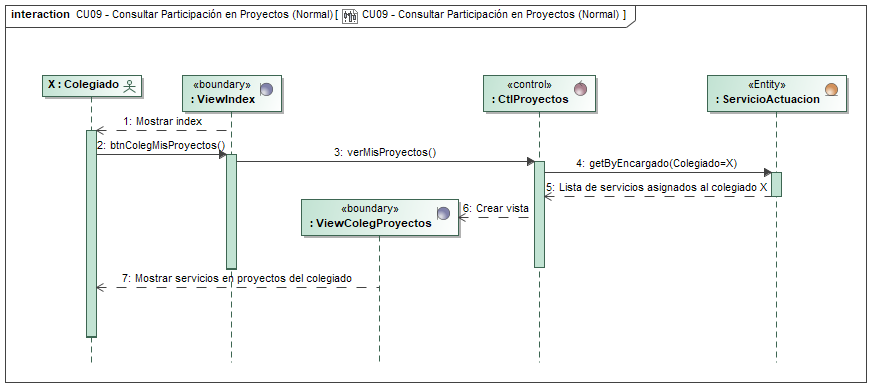 interaction CU09 - Consultar Participación en Proyectos (Normal) [ CU09 - Consultar Participación en Proyectos (Normal) ]
X : Colegiado
«boundary»
: ViewIndex
«control»
: CtlProyectos
«Entity»
: ServicioActuacion
1: Mostrar index
2: btnColegMisProyectos()
3: verMisProyectos()
4: getByEncargado(Colegiado=X)
5: Lista de servicios asignados al colegiado X
6: Crear vista
«boundary»
: ViewColegProyectos
7: Mostrar servicios en proyectos del colegiado